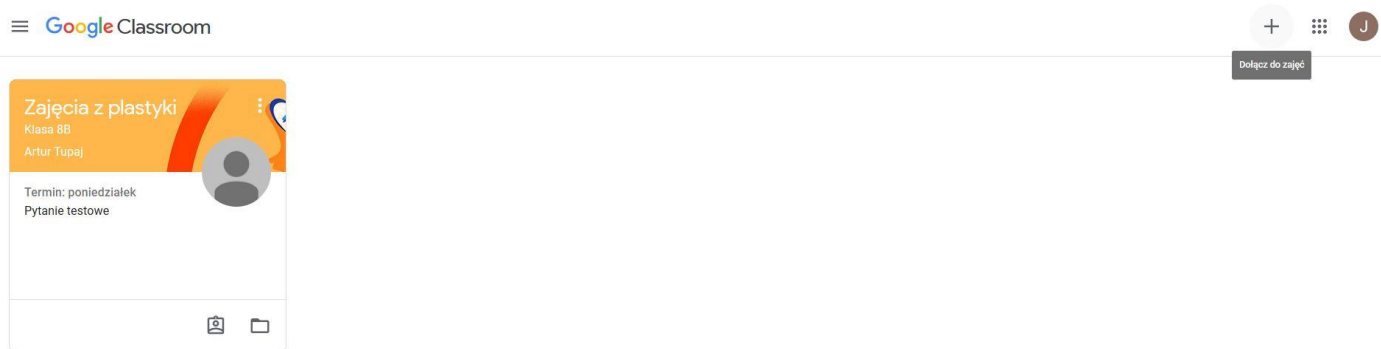 Google Classroom
J
Dołącz do zajęć
Zajęcia z plastyki
Klasa 8B
Artur Tupaj
Termin: poniedziałek
Pytanie testowe